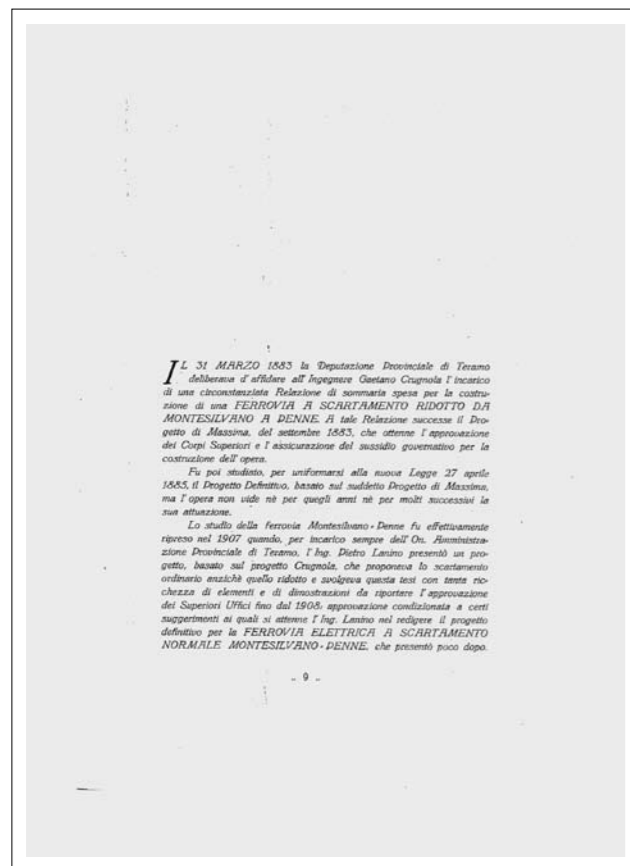 IL 31 MARZO 1883 la Deputazione Provinciale di Teramo
deliberava d'affidare all'Ingegnere Gaetano Crugnola l'incarico
di una circonstanziata Relazione di sommaria spesa per la costru-
zione di una FERROVIA A SCARTAMENTO RIDOTTO DA
MONTESILVANO A PENNE. A tale Relazione successe il Pro-
getto di Massima, del settembre 1883, che ottenne l'approvazione
dei Corpi Superiori e l'assicurazione del sussidio governativo per la
costruzione dell'opera.
Fu poi studiato, per uniformarsi alla nuova Legge 27 aprile
1885, il Progetto Definitivo, basato sul suddetto Progetto di Massima,
ma l'opera non vide nè per quegli anni nè per molti successivi la
sua attuazione.
Lo studio della ferrovia Montesilvano-Penne fu effettivamente
ripreso nel 1907 quando, per incarico sempre dell'On. Amministra-
zione Provinciale di Teramo, l'Ing. Pietro Lanino presentò un pro-
getto, basato sul progetto Crugnola, che proponeva lo scartamento
ordinario anzichè quello ridotto e svolgeva questa tesi con tanta ric-
chezza di elementi e di dimostrazioni da riportare l'approvazione
dei Superiori Uffici fino dal 1908; approvazione condizionata a certi
suggerimenti ai quali si attenne l'Ing. Lanino nel redigere il progetto
definitivo per la FERROVIA ELETTRICA A SCARTAMENTO
NORMALE MONTESILVANO-PENNE, che presentò poco dopo.
- 9 -